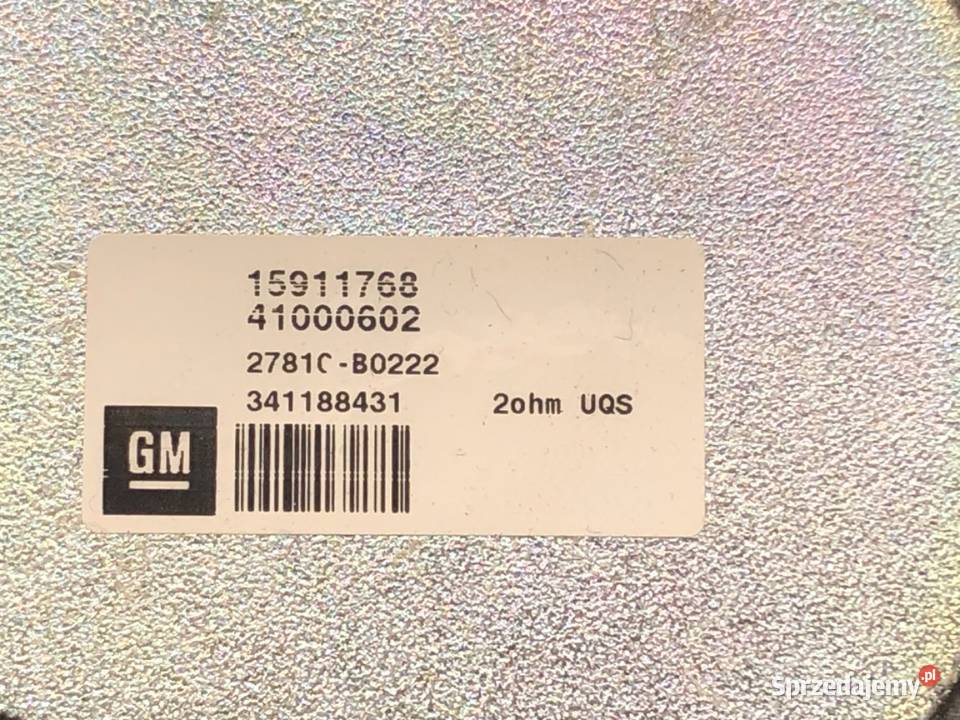 15911768
41000602
2781C-B0222
341188431 2ohm UQS
GM
Sprzedajemy.pl